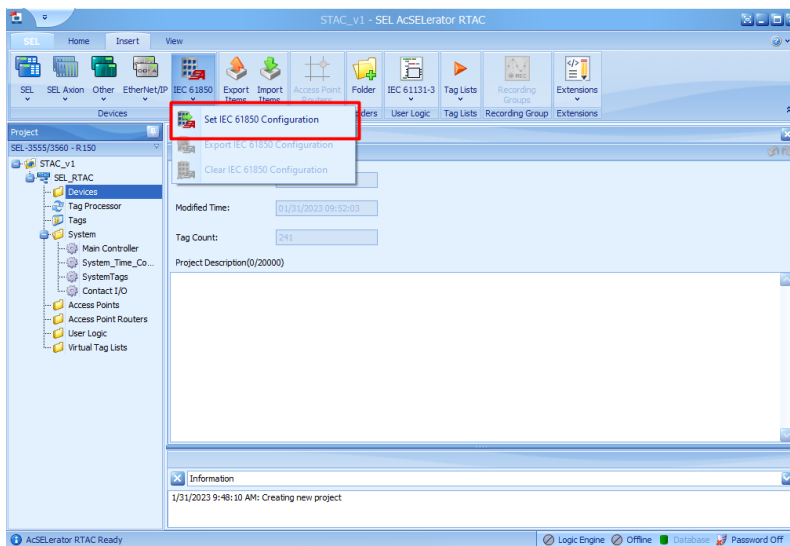 STAC_v1 - SEL AcSELerator RTAC
SEL Home Insert View
SEL SEL Axion Other EtherNet/IP IEC 61850 Export Items Import Items Access Point Routers Folder IEC 61131-3 Tag Lists Recording Groups Extensions
Devices ders User Logic Tag Lists Recording Group Extensions
Set IEC 61850 Configuration
Export IEC 61850 Configuration
Clear IEC 61850 Configuration
Project
SEL-3555/3560 - R150
STAC_v1
SEL_RTAC
Devices
Tag Processor
Tags
System
Main Controller
System_Time_Co...
SystemTags
Contact I/O
Access Points
Access Point Routers
User Logic
Virtual Tag Lists
Modified Time: 01/31/2023 09:52:03
Tag Count: 241
Project Description(0/20000)
Information
1/31/2023 9:48:10 AM: Creating new project
AcSELerator RTAC Ready
Logic Engine Offline Database Password Off